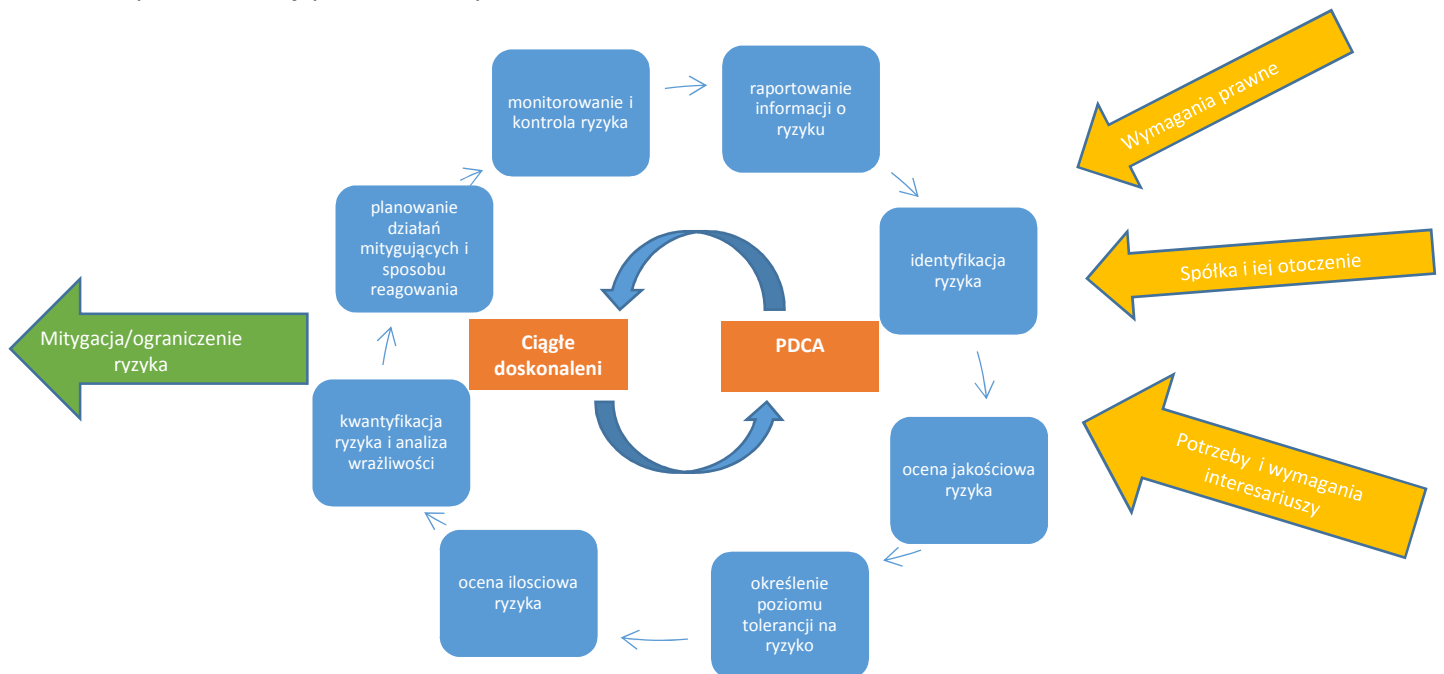 monitorowanie i
kontrola ryzyka
raportowanie
informacji o
ryzyku
Wymagania prawne
planowanie
działań
mitygujących i
sposobu
reagowania
identyfikacja
ryzyka
Spółka i iej otoczenie
Mitygacja/ograniczenie
ryzyka
Ciągłe
doskonaleni
PDCA
kwantyfikacja
ryzyka i analiza
wrażliwości
ocena jakościowa
ryzyka
Potrzeby i wymagania
interesariuszy
ocena ilosciowa
ryzyka
określenie
poziomu
tolerancji na
ryzyko